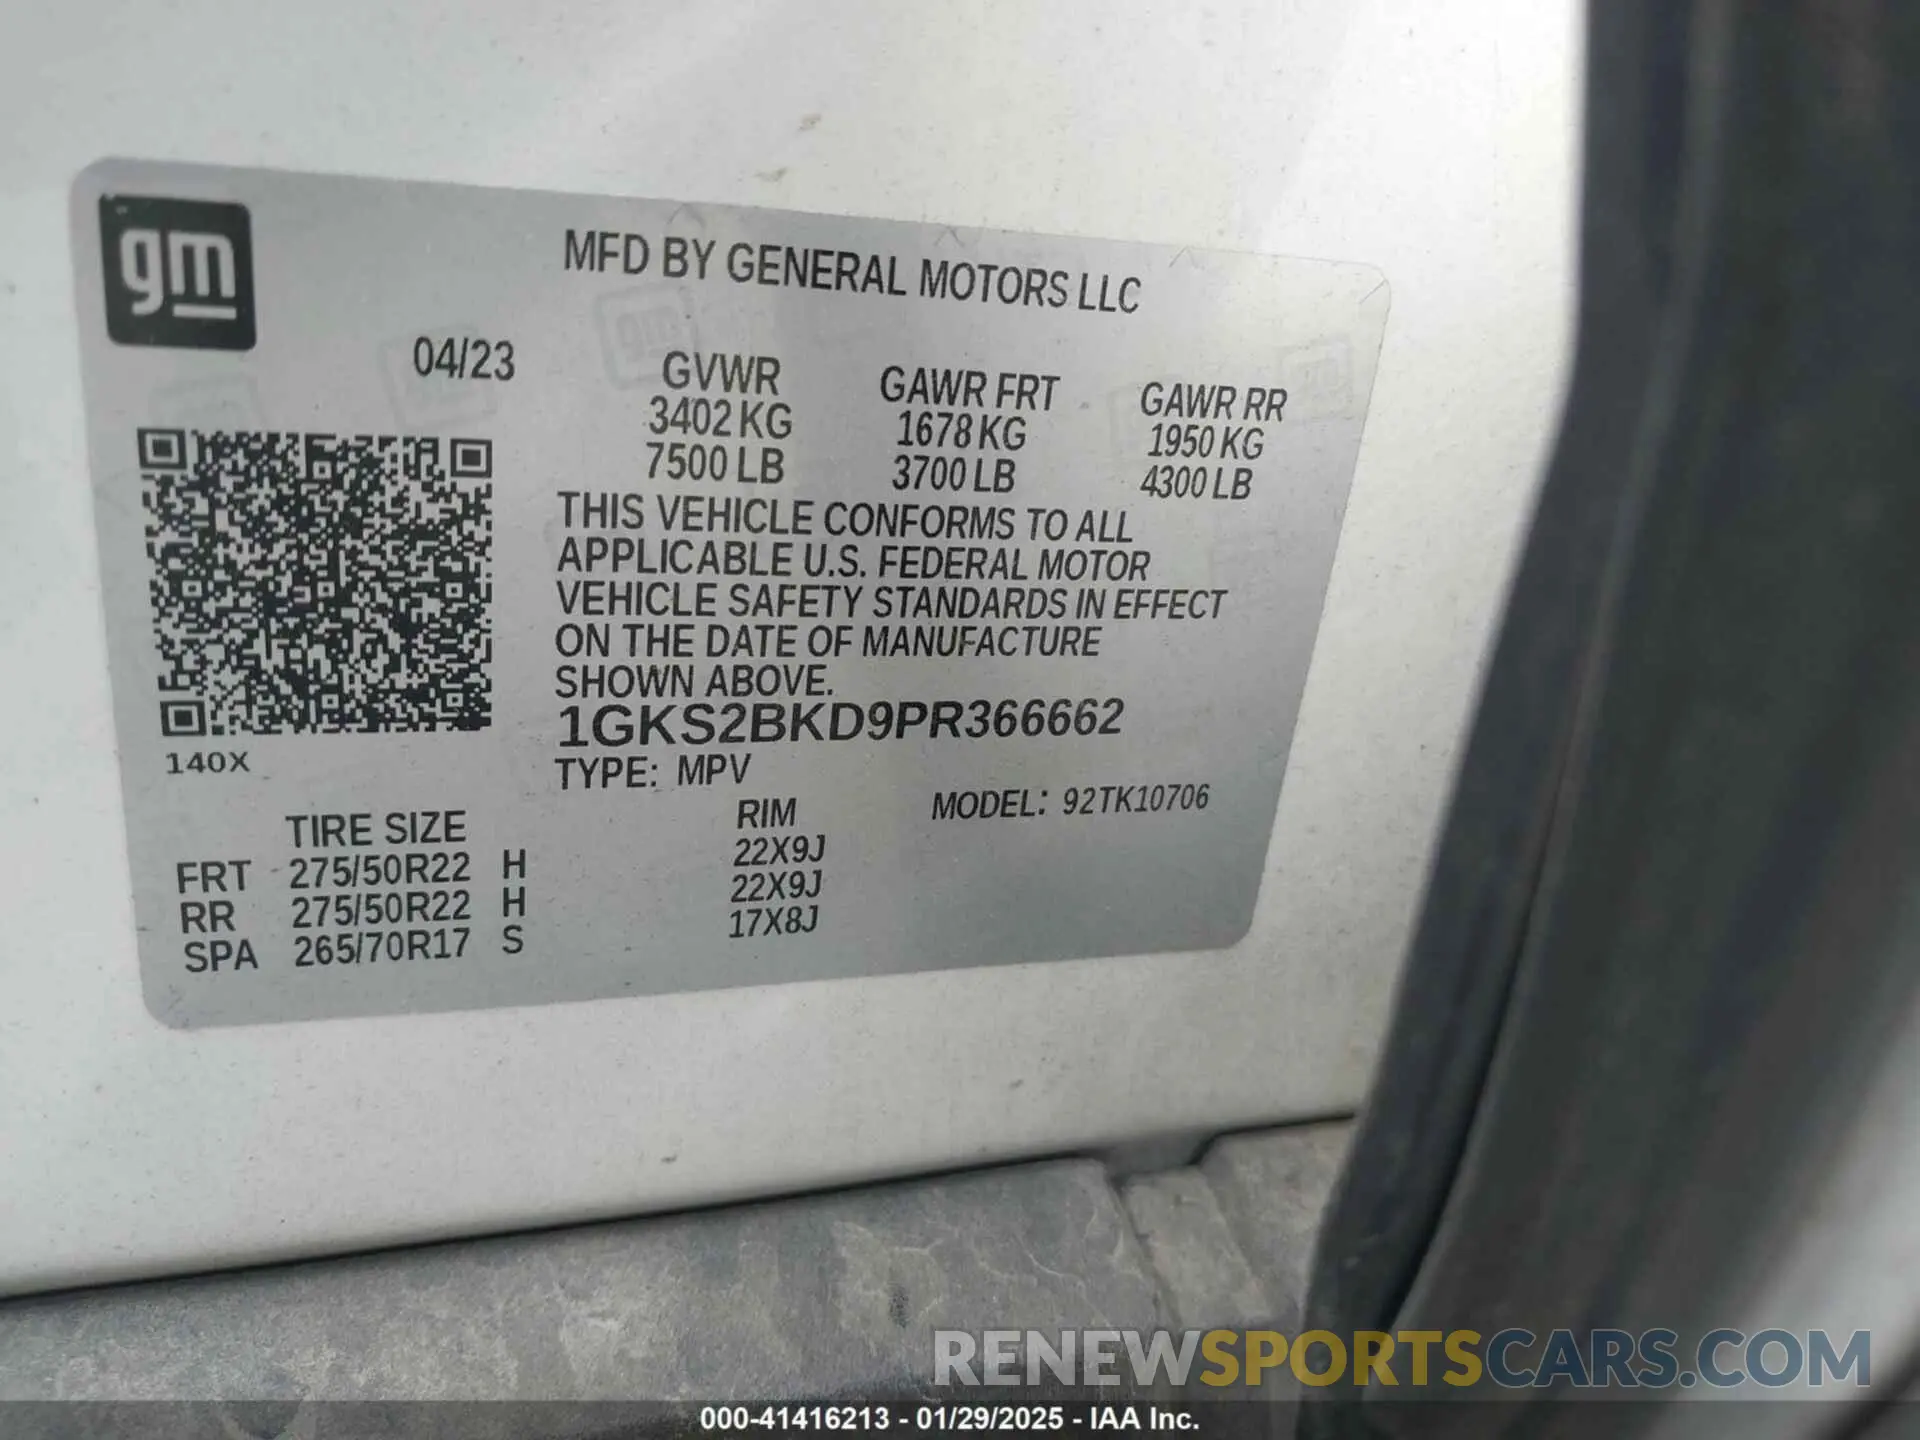 gm
MFD BY GENERAL MOTORS LLC
04/23
GVWR GAWR FRT GAWR RR
3402 KG 1678 KG 1950 KG
7500 LB 3700 LB 4300 LB
THIS VEHICLE CONFORMS TO ALL
APPLICABLE U.S. FEDERAL MOTOR
VEHICLE SAFETY STANDARDS IN EFFECT
ON THE DATE OF MANUFACTURE
SHOWN ABOVE.
1GKS2BKD9PR366662
140X
TYPE: MPV
MODEL: 92TK10706
TIRE SIZE RIM
FRT 275/50R22 H 22X9J
RR 275/50R22 H 22X9J
SPA 265/70R17 S 17X8J
RENEWSPORTSCARS.COM
000-41416213 - 01/29/2025 - IAA Inc.